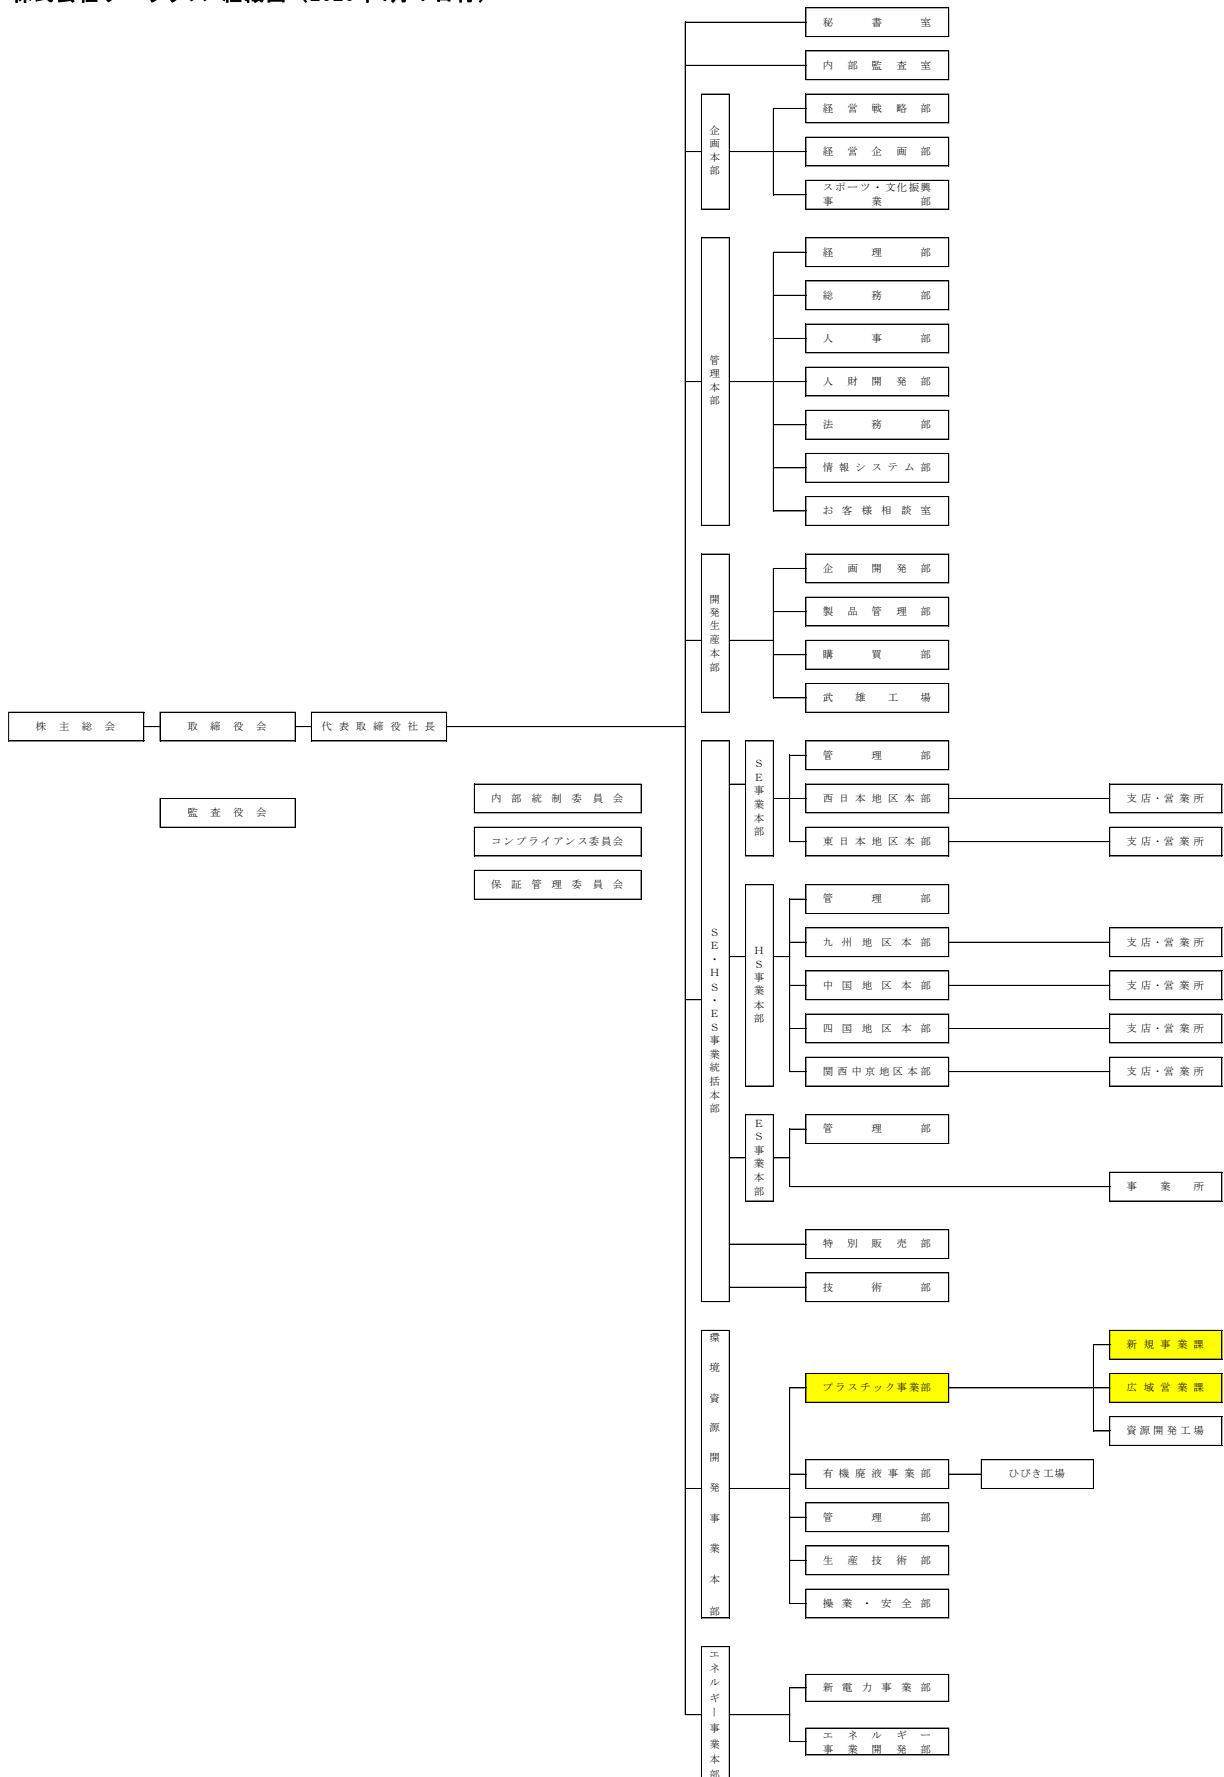 秘書室
内部監査室
企画本部
経営戦略部
経営企画部
スポーツ・文化振興
事業部
管理本部
経理部
総務部
人事部
人財開発部
法務部
情報システム部
お客様相談室
開発生産本部
企画開発部
製品管理部
購買部
武雄工場
株主総会
取締役会
代表取締役社長
監査役会
内部統制委員会
コンプライアンス委員会
保証管理委員会
SE・HS・ES事業統括本部
SE事業本部
管理部
西日本地区本部
支店・営業所
東日本地区本部
支店・営業所
HS事業本部
管理部
九州地区本部
支店・営業所
中国地区本部
支店・営業所
四国地区本部
支店・営業所
関西中京地区本部
支店・営業所
ES事業本部
管理部
事業所
特別販売部
技術部
環境資源開発事業本部
プラスチック事業部
新規事業課
広域営業課
資源開発工場
有機廃液事業部
ひびき工場
管理部
生産技術部
操業・安全部
エネルギー事業本部
新電力事業部
エネルギー
事業開発部